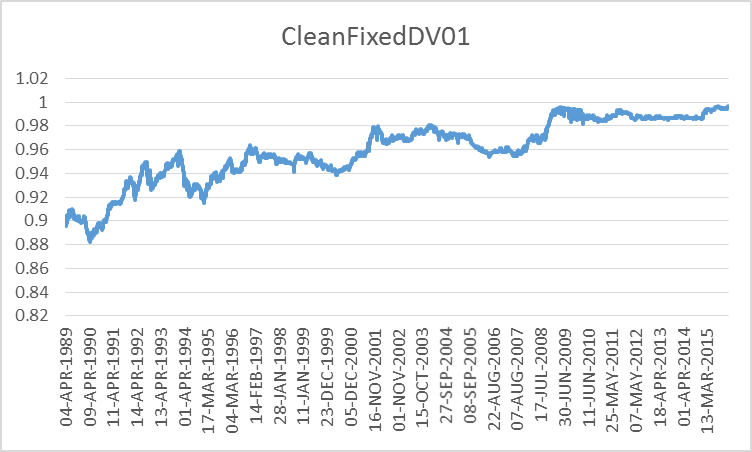 CleanFixedDV01
1.02
1
0.98
0.96
0.94
0.92
0.9
0.88
0.86
0.84
0.82
04-APR-1989
09-APR-1990
11-APR-1991
14-APR-1992
13-APR-1993
01-APR-1994
17-MAR-1995
04-MAR-1996
14-FEB-1997
28-JAN-1998
11-JAN-1999
23-DEC-1999
05-DEC-2000
16-NOV-2001
01-NOV-2002
15-OCT-2003
27-SEP-2004
08-SEP-2005
22-AUG-2006
07-AUG-2007
17-JUL-2008
30-JUN-2009
11-JUN-2010
25-MAY-2011
07-MAY-2012
18-APR-2013
01-APR-2014
13-MAR-2015